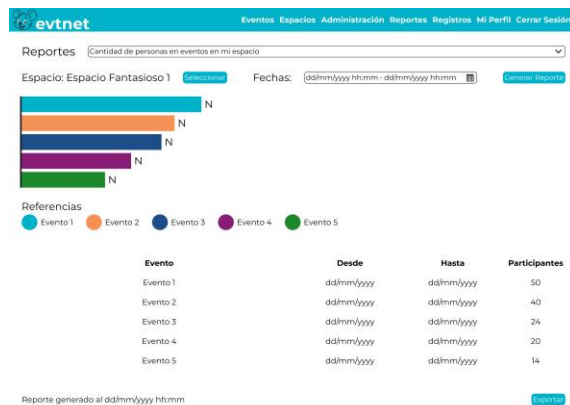 evtnet
Eventos Espacios Administración Reportes Registros Mi Perfil Cerrar Sesión
Reportes Cantidad de personas en eventos en mi espacio
Espacio: Espacio Fantasioso 1 Seleccionar Fechas: dd/mm/yyyy hh:mm - dd/mm/yyyy hh:mm Generar Reporte
N
N
N
N
N
Referencias
Evento 1 Evento 2 Evento 3 Evento 4 Evento 5
Evento Desde Hasta Participantes
Evento 1 dd/mm/yyyy dd/mm/yyyy 50
Evento 2 dd/mm/yyyy dd/mm/yyyy 40
Evento 3 dd/mm/yyyy dd/mm/yyyy 24
Evento 4 dd/mm/yyyy dd/mm/yyyy 20
Evento 5 dd/mm/yyyy dd/mm/yyyy 14
Reporte generado al dd/mm/yyyy hh:mm Exportar